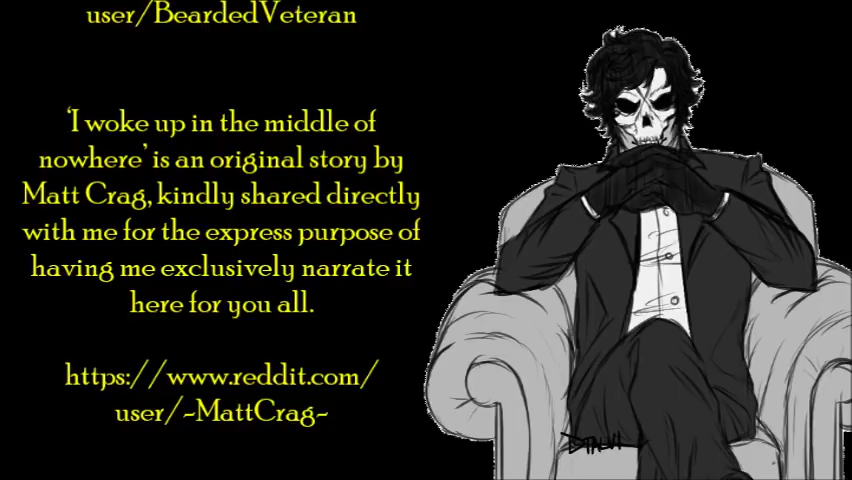 user/BeardedVeteran
'I woke up in the middle of
nowhere' is an original story by
Matt Crag, kindly shared directly
with me for the express purpose of
having me exclusively narrate it
here for you all.
https://www.reddit.com/
user/-MattCrag-